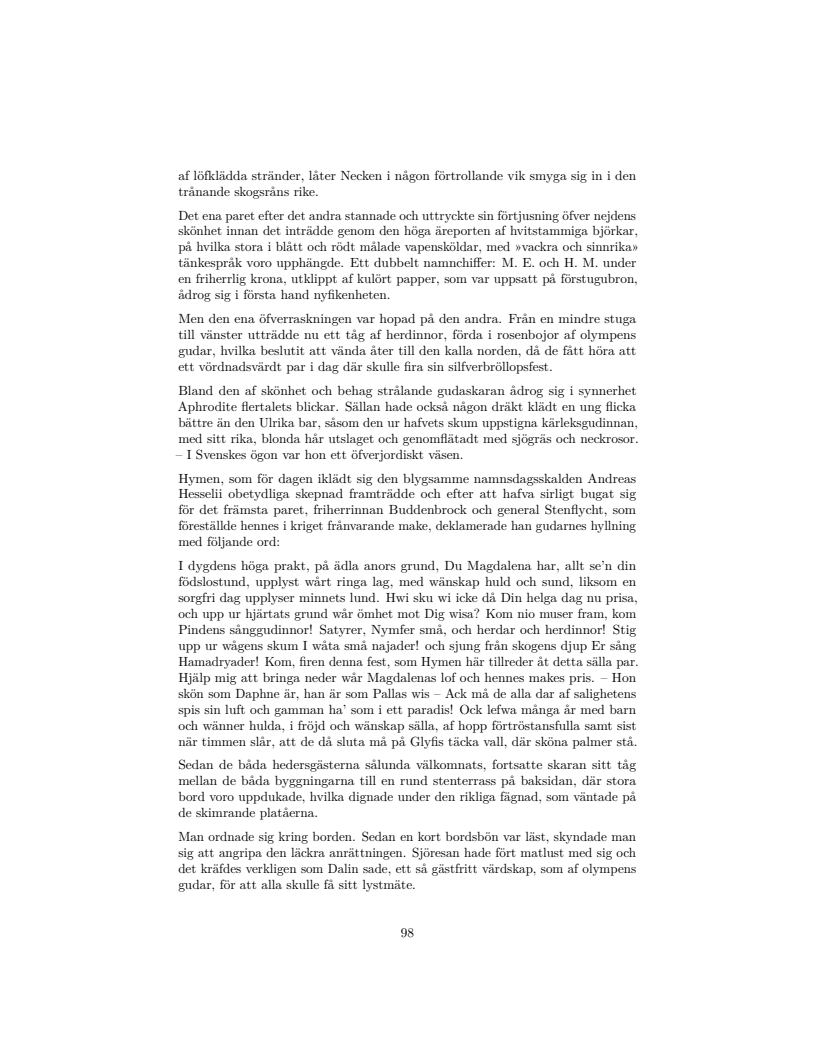 af löfklädda stränder, låter Necken i någon förtrollande vik smyga sig in i den
trånande skogsråns rike.
Det ena paret efter det andra stannade och uttryckte sin förtjusning öfver nejdens
skönhet innan det inträdde genom den höga äreporten af hvitstammiga björkar,
på hvilka stora i blått och rödt målade vapensköldar, med »vackra och sinnrika»
tänkespråk voro upphängde. Ett dubbelt namnchiffer: M. E. och H. M. under
en friherrlig krona, utklippt af kulört papper, som var uppsatt på förstugubron,
ådrog sig i första hand nyfikenheten.
Men den ena öfverraskningen var hopad på den andra. Från en mindre stuga
till vänster utträdde nu ett tåg af herdinnor, förda i rosenbojor af olympens
gudar, hvilka beslutit att vända åter till den kalla norden, då de fått höra att
ett vördnadsvärdt par i dag där skulle fira sin silfverbröllopsfest.
Bland den af skönhet och behag strålande gudaskaran ådrog sig i synnerhet
Aphrodite flertalets blickar. Sällan hade också någon dräkt klädt en ung flicka
bättre än den Ulrika bar, såsom den ur hafvets skum uppstigna kärleksgudinnan,
med sitt rika, blonda hår utslaget och genomflätadt med sjögräs och neckrosor.
– I Svenskes ögon var hon ett öfverjordiskt väsen.
Hymen, som för dagen iklädt sig den blygsamme namnsdagsskalden Andreas
Hesselii obetydliga skepnad framträdde och efter att hafva sirligt bugat sig
för det främsta paret, friherrinnan Buddenbrock och general Stenflycht, som
föreställde hennes i kriget frånvarande make, deklamerade han gudarnes hyllning
med följande ord:
I dygdens höga prakt, på ädla anors grund, Du Magdalena har, allt se’n din
födslostund, upplyst wårt ringa lag, med wänskap huld och sund, liksom en
sorgfri dag upplyser minnets lund. Hwi sku wi icke då Din helga dag nu prisa,
och upp ur hjärtats grund wår ömhet mot Dig wisa? Kom nio muser fram, kom
Pindens sånggudinnor! Satyrer, Nymfer små, och herdar och herdinnor! Stig
upp ur wågens skum I wåta små najader! och sjung från skogens djup Er sång
Hamadryader! Kom, firen denna fest, som Hymen här tillreder åt detta sälla par.
Hjälp mig att bringa neder wår Magdalenas lof och hennes makes pris. – Hon
skön som Daphne är, han är som Pallas wis – Ack må de alla dar af salighetens
spis sin luft och gamman ha’ som i ett paradis! Ock lefwa många år med barn
och wänner hulda, i fröjd och wänskap sälla, af hopp förtröstansfulla samt sist
när timmen slår, att de då sluta må på Glyfis täcka vall, där sköna palmer stå.
Sedan de båda hedersgästerna sålunda välkomnats, fortsatte skaran sitt tåg
mellan de båda byggningarna till en rund stenterrass på baksidan, där stora
bord voro uppdukade, hvilka dignade under den rikliga fägnad, som väntade på
de skimrande platåerna.
Man ordnade sig kring borden. Sedan en kort bordsbön var läst, skyndade man
sig att angripa den läckra anrättningen. Sjöresan hade fört matlust med sig och
det kräfdes verkligen som Dalin sade, ett så gästfritt värdskap, som af olympens
gudar, för att alla skulle få sitt lystmäte.
98